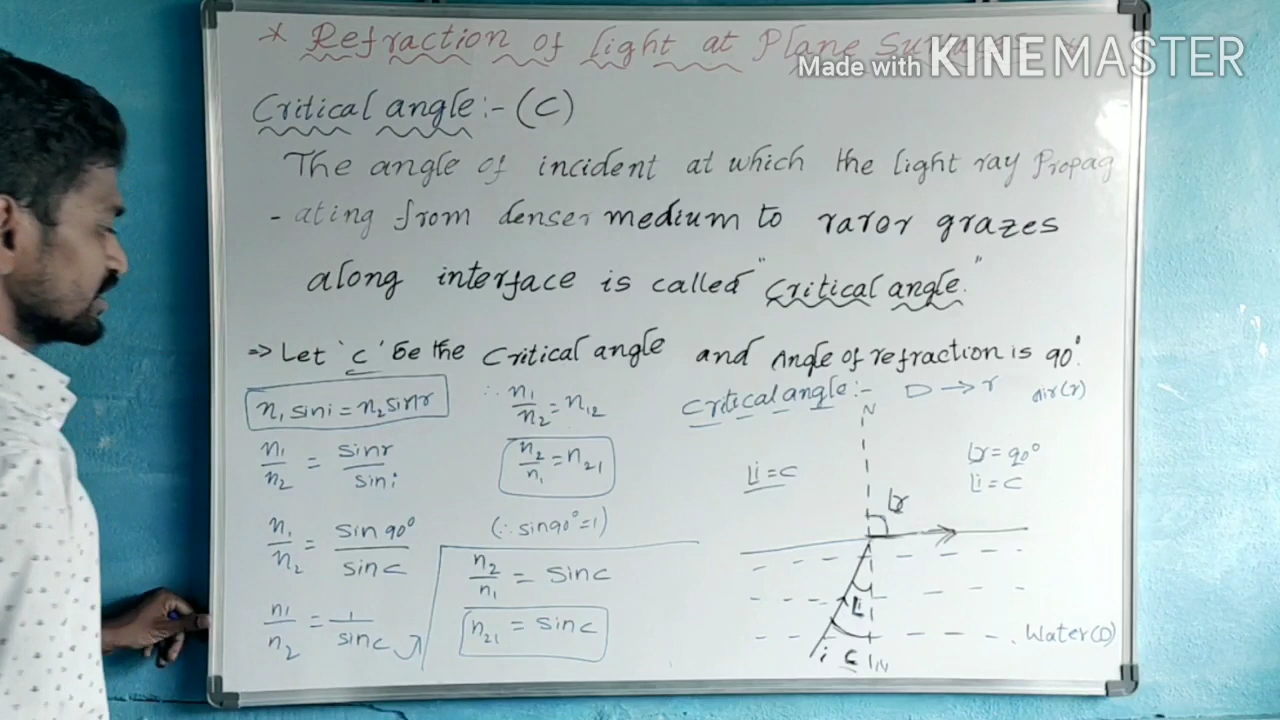 * Refraction of light at Plane Surfaces *
Made with KINEMASTER
Critical angle:- (C)
The angle of incident at which the light ray Propag
-ating from denser medium to raror grazes
along interface is called "Critical angle."
⇒ Let 'c' be the Critical angle and Angle of refraction is 90°.
n₁ sini = n₂ sinr
n₁/n₂ = sinr/sini
n₁/n₂ = sin90°/sinc
n₁/n₂ = 1/sinc
∴ n₁/n₂ = n₁₂
n₂/n₁ = n₂₁
(∵ sin90°=1)
n₂/n₁ = sinc
n₂₁ = sinc
Critical angle:- D → r
air(r)
N
∠i = c
∠r = 90°
∠i = c
∠r
∠i
Water(D)
i
c
N